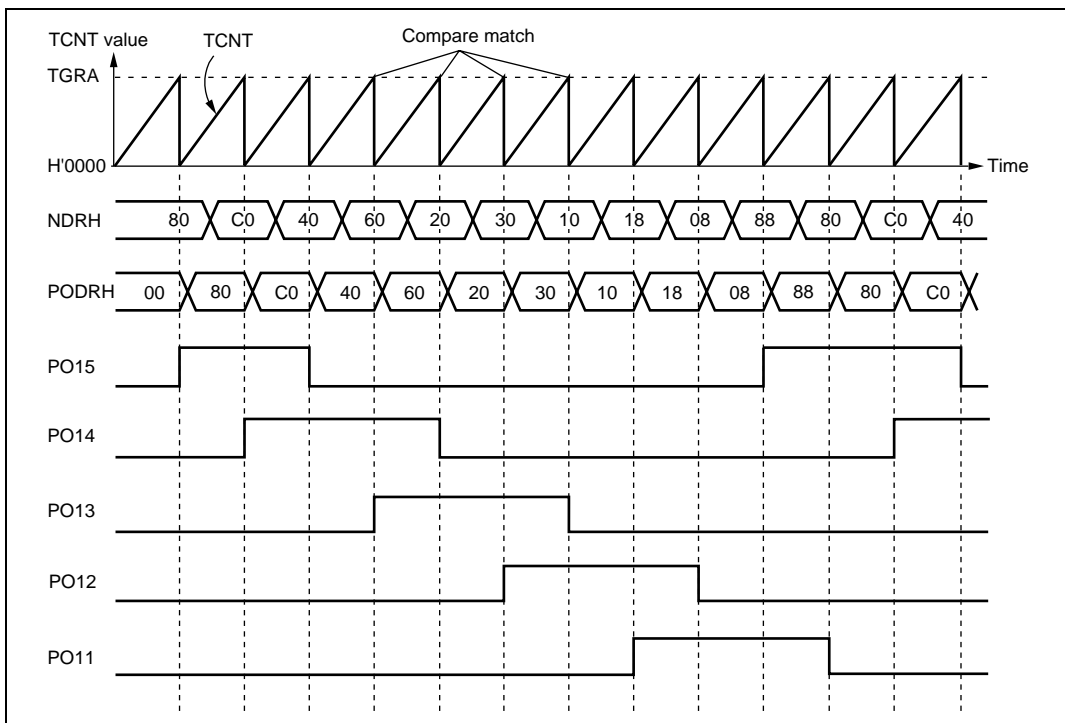 TCNT value
TCNT
Compare match
TGRA
H'0000
Time
NDRH
80 C0 40 60 20 30 10 18 08 88 80 C0 40
PODRH
00 80 C0 40 60 20 30 10 18 08 88 80 C0
PO15
PO14
PO13
PO12
PO11